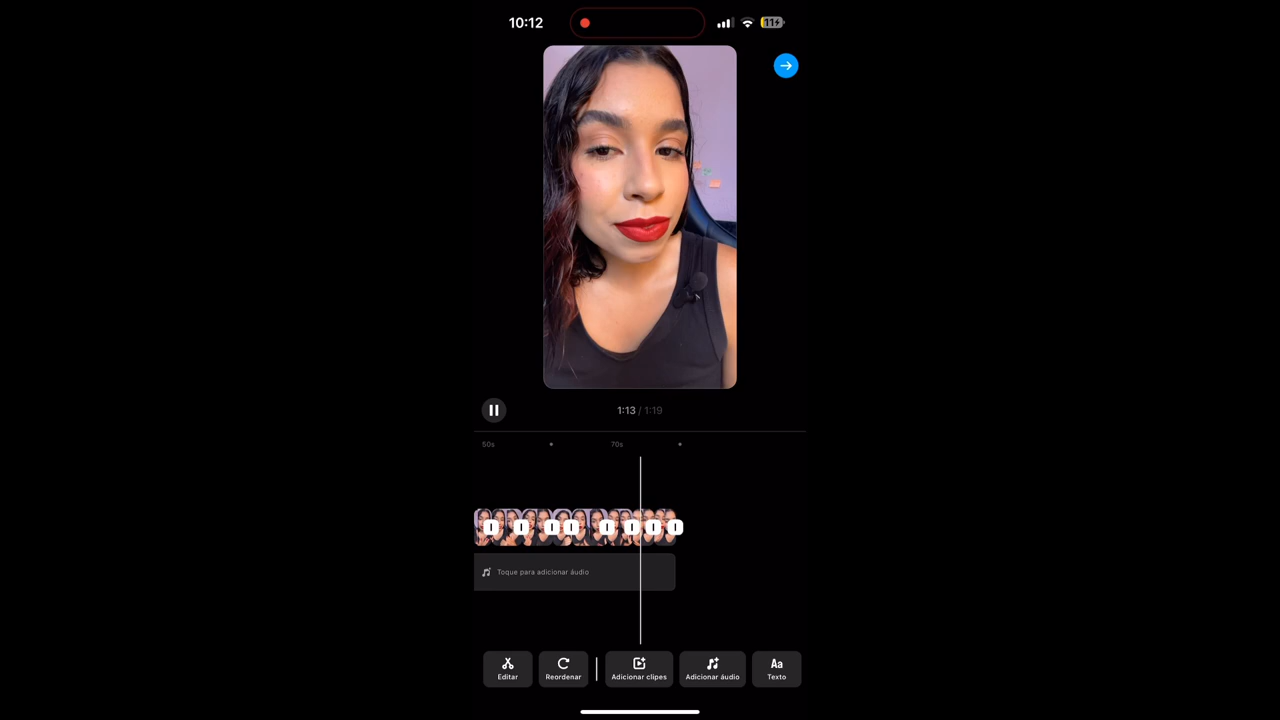 10:12
11
1:13 / 1:19
50s
70s
Toque para adicionar áudio
Editar
Reordenar
Adicionar clipes
Adicionar áudio
Aa
Texto